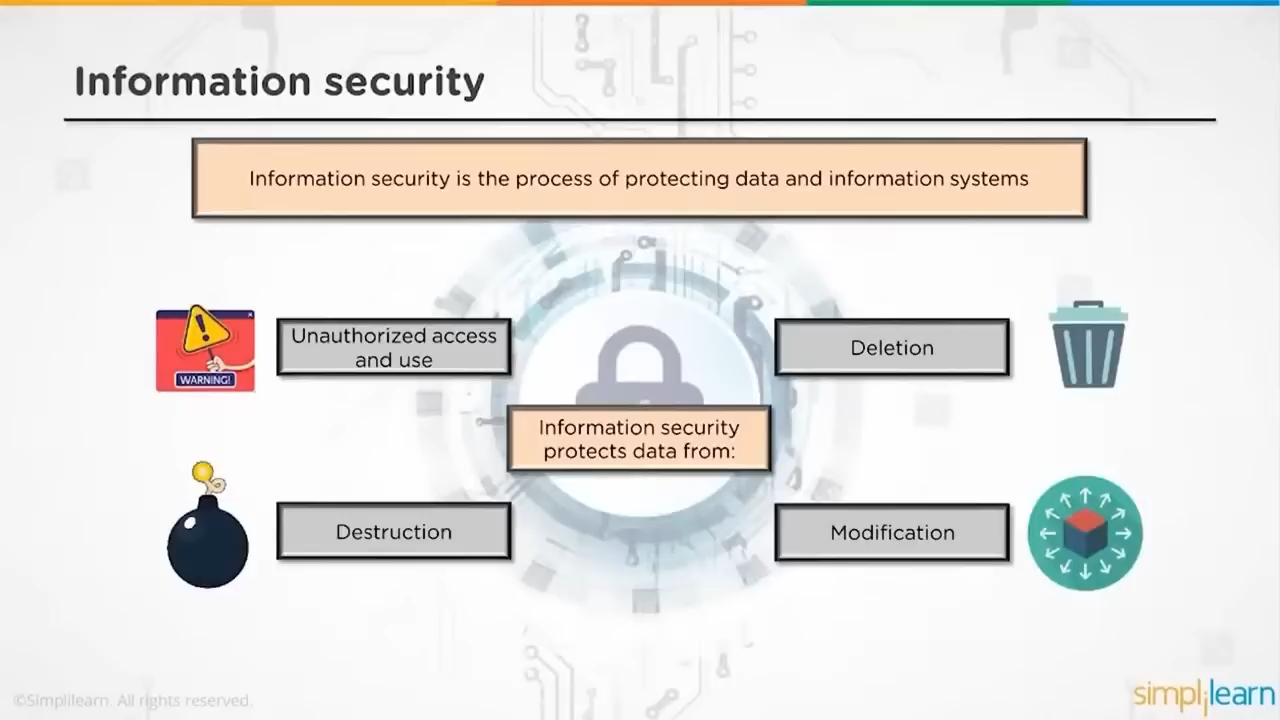 Information security
Information security is the process of protecting data and information systems
WARNING!
Unauthorized access
and use
Deletion
Information security
protects data from:
Destruction
Modification
©Simplilearn. All rights reserved.
simplilearn